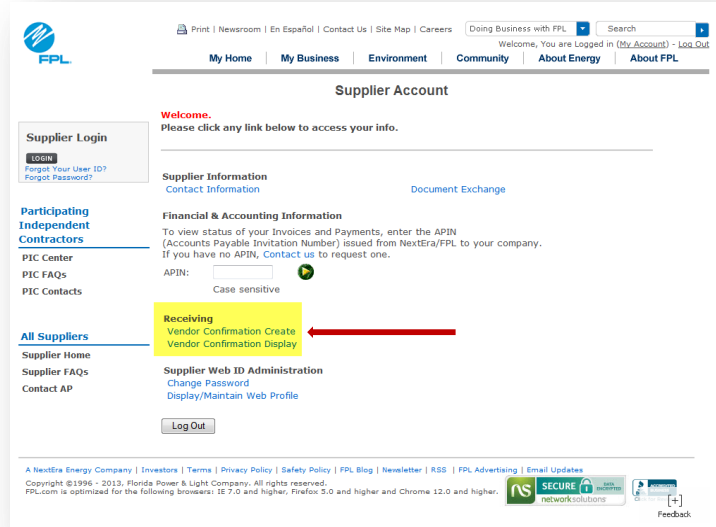 FPL.
Print | Newsroom | En Español | Contact Us | Site Map | Careers
Doing Business with FPL
Search
Welcome, You are Logged in (My Account) - Log Out
My Home | My Business | Environment | Community | About Energy | About FPL
Supplier Account
Welcome.
Please click any link below to access your info.
Supplier Login
LOGIN
Forgot Your User ID?
Forgot Password?
Participating
Independent
Contractors
PIC Center
PIC FAQs
PIC Contacts
All Suppliers
Supplier Home
Supplier FAQs
Contact AP
Supplier Information
Contact Information
Document Exchange
Financial & Accounting Information
To view status of your Invoices and Payments, enter the APIN
(Accounts Payable Invitation Number) issued from NextEra/FPL to your company.
If you have no APIN, Contact us to request one.
APIN:
Case sensitive
Receiving
Vendor Confirmation Create
Vendor Confirmation Display
Supplier Web ID Administration
Change Password
Display/Maintain Web Profile
Log Out
A NextEra Energy Company | Investors | Terms | Privacy Policy | Safety Policy | FPL Blog | Newsletter | RSS | FPL Advertising | Email Updates
Copyright ©1996 - 2013, Florida Power & Light Company. All rights reserved.
FPL.com is optimized for the following browsers: IE 7.0 and higher, Firefox 5.0 and higher and Chrome 12.0 and higher.
ns
SECURE
DATA
ENCRYPTED
networksolutions
[+]
Feedback